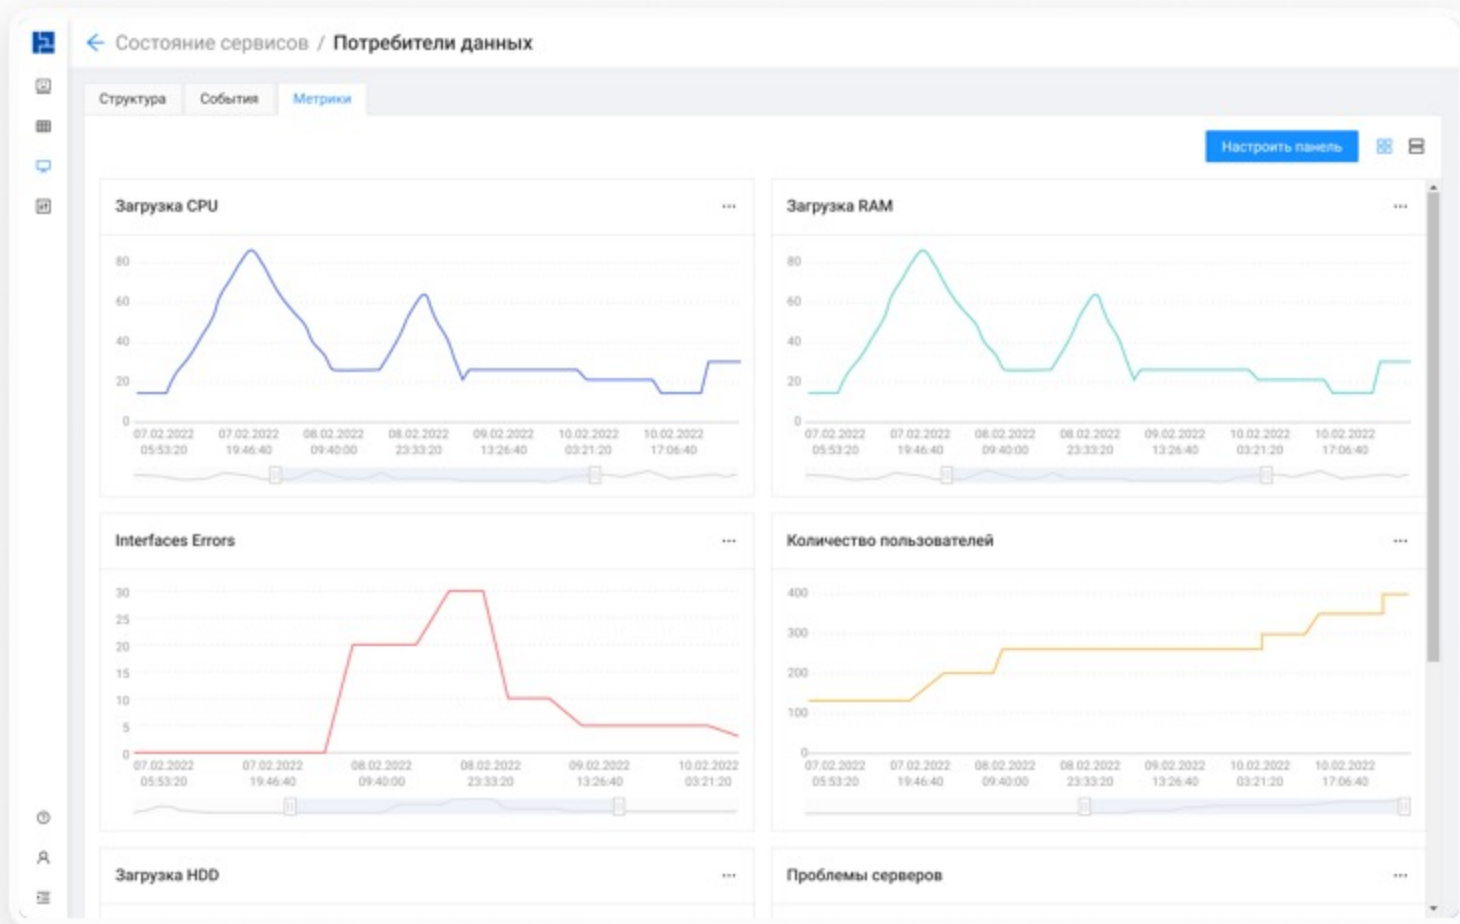 Состояние сервисов / Потребители данных
Структура События Метрики
Настроить панель
Загрузка CPU
80
60
40
20
0
07.02.2022 07.02.2022 08.02.2022 08.02.2022 09.02.2022 10.02.2022 10.02.2022
05:53:20 19:46:40 09:40:00 23:33:20 13:26:40 03:21:20 17:06:40
Загрузка RAM
80
60
40
20
0
07.02.2022 07.02.2022 08.02.2022 08.02.2022 09.02.2022 10.02.2022 10.02.2022
05:53:20 19:46:40 09:40:00 23:33:20 13:26:40 03:21:20 17:06:40
Interfaces Errors
30
25
20
15
10
5
0
07.02.2022 07.02.2022 08.02.2022 08.02.2022 09.02.2022 10.02.2022
05:53:20 19:46:40 09:40:00 23:33:20 13:26:40 03:21:20
Количество пользователей
400
300
200
100
0
07.02.2022 07.02.2022 08.02.2022 08.02.2022 09.02.2022 10.02.2022 10.02.2022
05:53:20 19:46:40 09:40:00 23:33:20 13:26:40 03:21:20 17:06:40
Загрузка HDD
Проблемы серверов